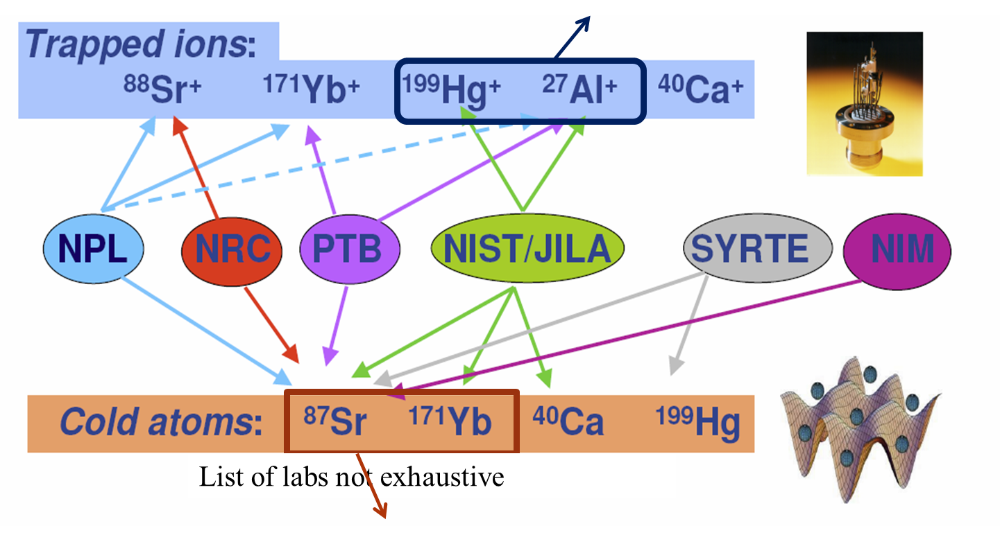 Trapped ions:
⁸⁸Sr⁺ ¹⁷¹Yb⁺ ¹⁹⁹Hg⁺ ²⁷Al⁺ ⁴⁰Ca⁺
NPL NRC PTB NIST/JILA SYRTE NIM
Cold atoms: ⁸⁷Sr ¹⁷¹Yb ⁴⁰Ca ¹⁹⁹Hg
List of labs not exhaustive